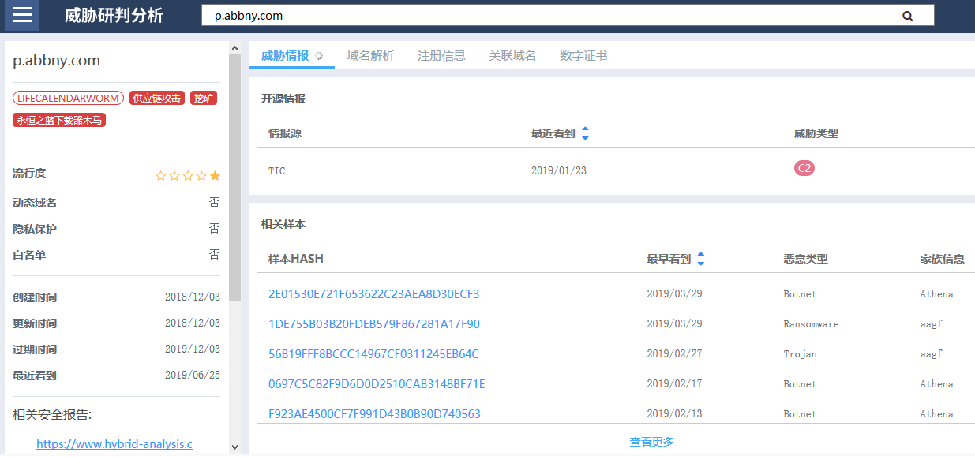 威胁研判分析
p.abbny.com
p.abbny.com
LIFECALENDARWORM 供应链攻击 挖矿
永恒之蓝下载器木马
流行度
动态域名 否
隐私保护 否
白名单 否
创建时间 2018/12/03
更新时间 2018/12/03
过期时间 2019/12/03
最近看到 2019/06/25
相关安全报告:
https://www.hybrid-analysis.c
威胁情报 域名解析 注册信息 关联域名 数字证书
开源情报
情报源 最近看到 威胁类型
TIC 2019/01/23 C2
相关样本
样本HASH 最早看到 恶意类型 家族信息
2E01530E721F653622C23AEA8D30ECF3 2019/03/29 Botnet Athena
1DE755B03B20FDEB579F867281A17F90 2019/03/29 Ransomware aagf
56B19FFF8BCCC14967CF0311245EB64C 2019/02/27 Trojan aagf
0697C5C82F9D6D0D2510CAB3148BF71E 2019/02/17 Botnet Athena
F923AE4500CF7F991D43B0B90D740563 2019/02/13 Botnet Athena
查看更多